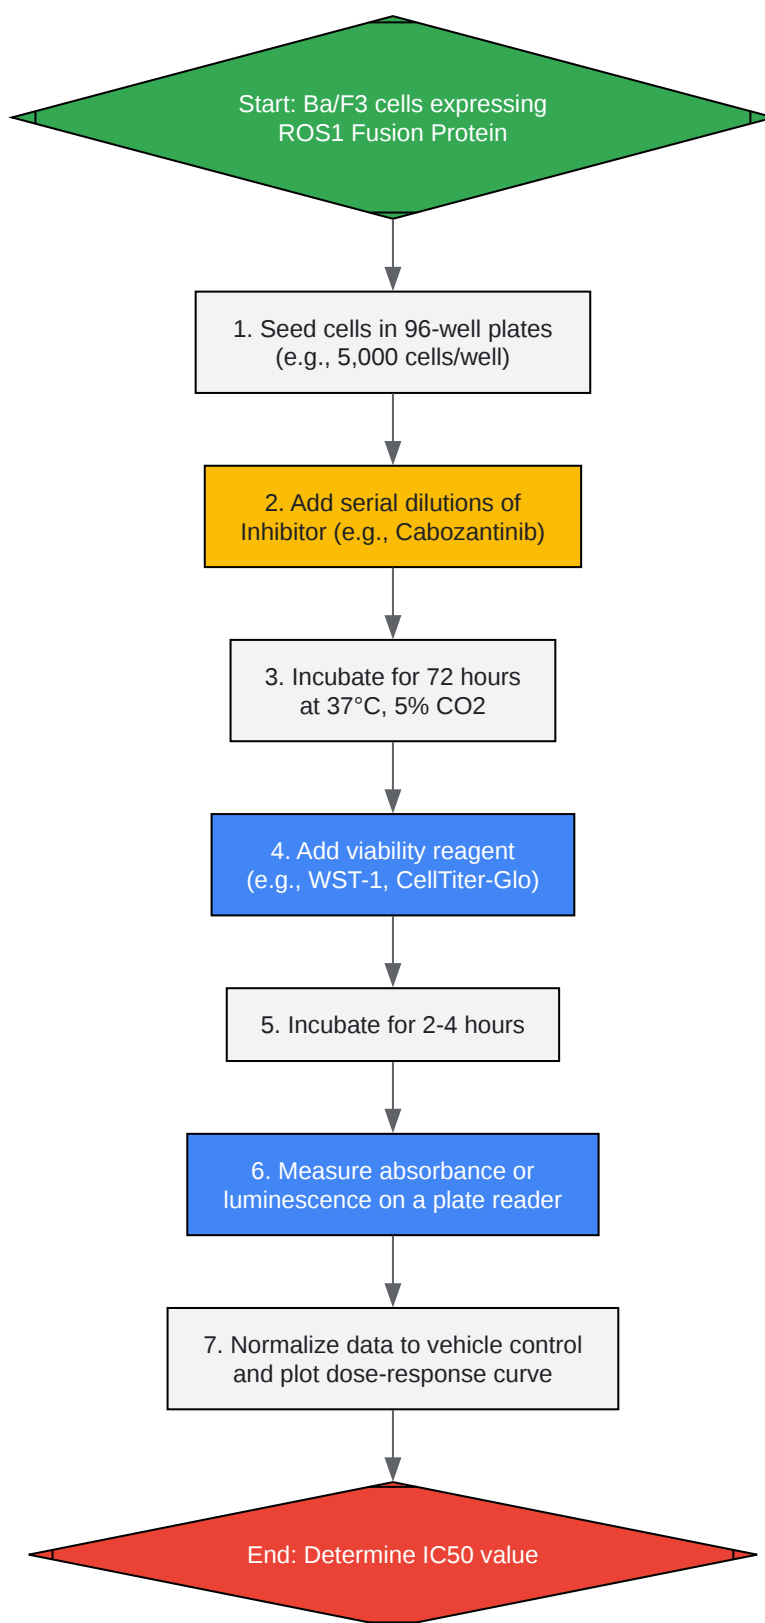 Start: Ba/F3 cells expressing
ROS1 Fusion Protein
1. Seed cells in 96-well plates
(e.g., 5,000 cells/well)
2. Add serial dilutions of
Inhibitor (e.g., Cabozantinib)
3. Incubate for 72 hours
at 37°C, 5% CO2
4. Add viability reagent
(e.g., WST-1, CellTiter-Glo)
5. Incubate for 2-4 hours
6. Measure absorbance or
luminescence on a plate reader
7. Normalize data to vehicle control
and plot dose-response curve
End: Determine IC50 value